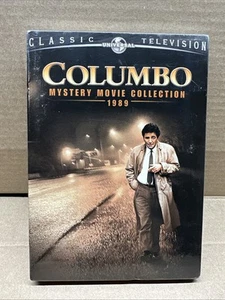 CLASSIC UNIVERSAL TELEVISION
COLUMBO
MYSTERY MOVIE COLLECTION
1989